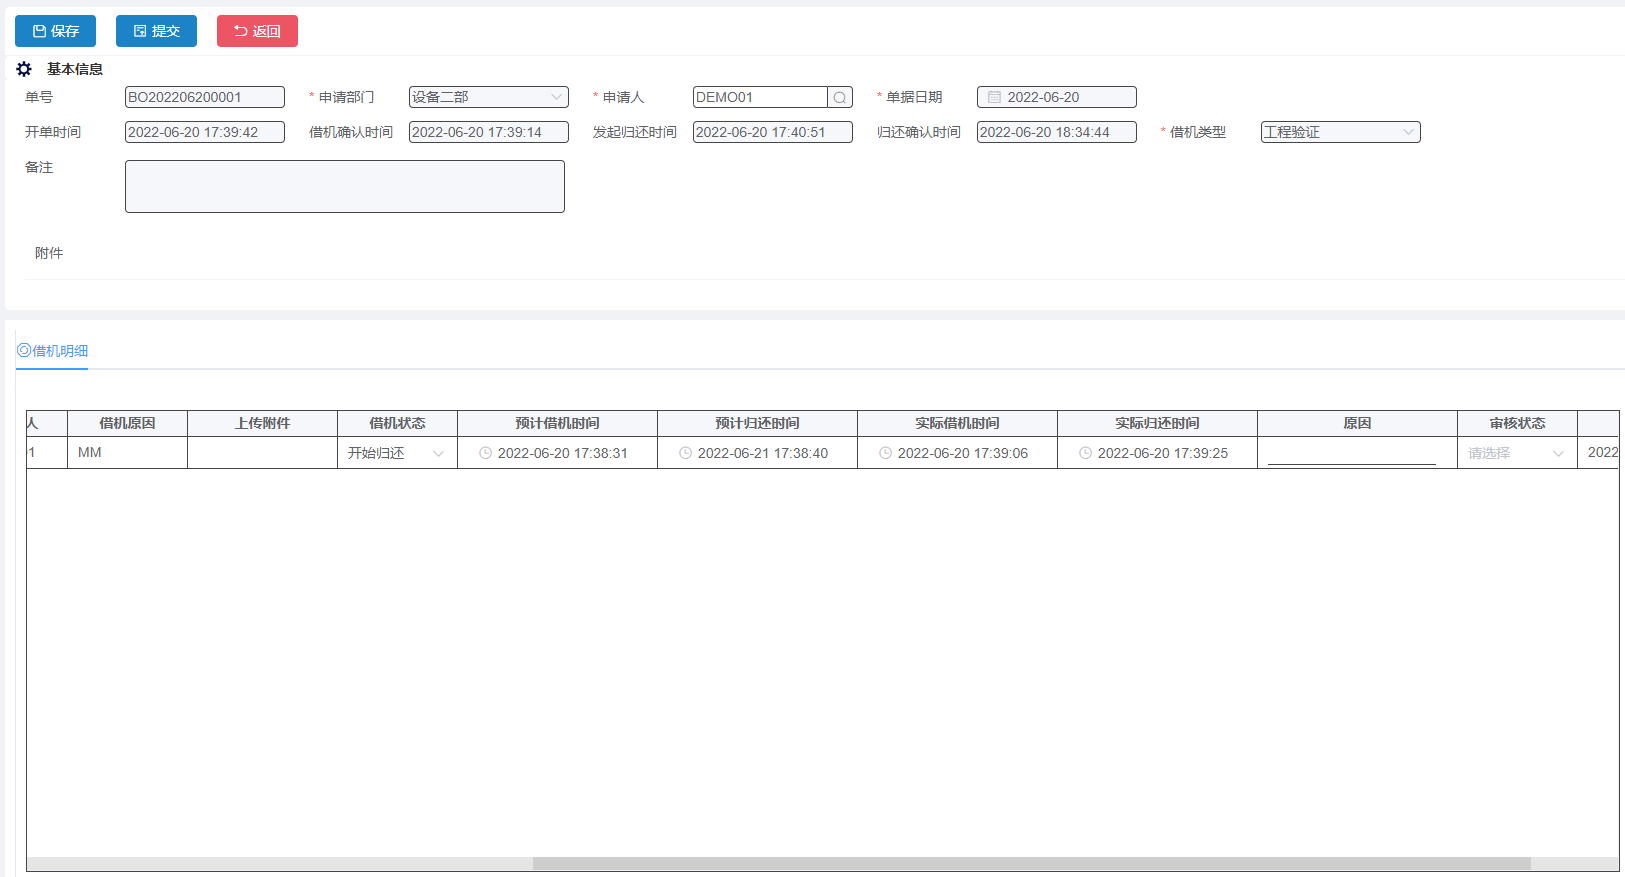 保存 提交 返回
基本信息
单号 BO202206200001 * 申请部门 设备二部 * 申请人 DEMO01 * 单据日期 2022-06-20
开单时间 2022-06-20 17:39:42 借机确认时间 2022-06-20 17:39:14 发起归还时间 2022-06-20 17:40:51 归还确认时间 2022-06-20 18:34:44 * 借机类型 工程验证
备注
附件
借机明细
人 借机原因 上传附件 借机状态 预计借机时间 预计归还时间 实际借机时间 实际归还时间 原因 审核状态
1 MM 开始归还 2022-06-20 17:38:31 2022-06-21 17:38:40 2022-06-20 17:39:06 2022-06-20 17:39:25 请选择 2022